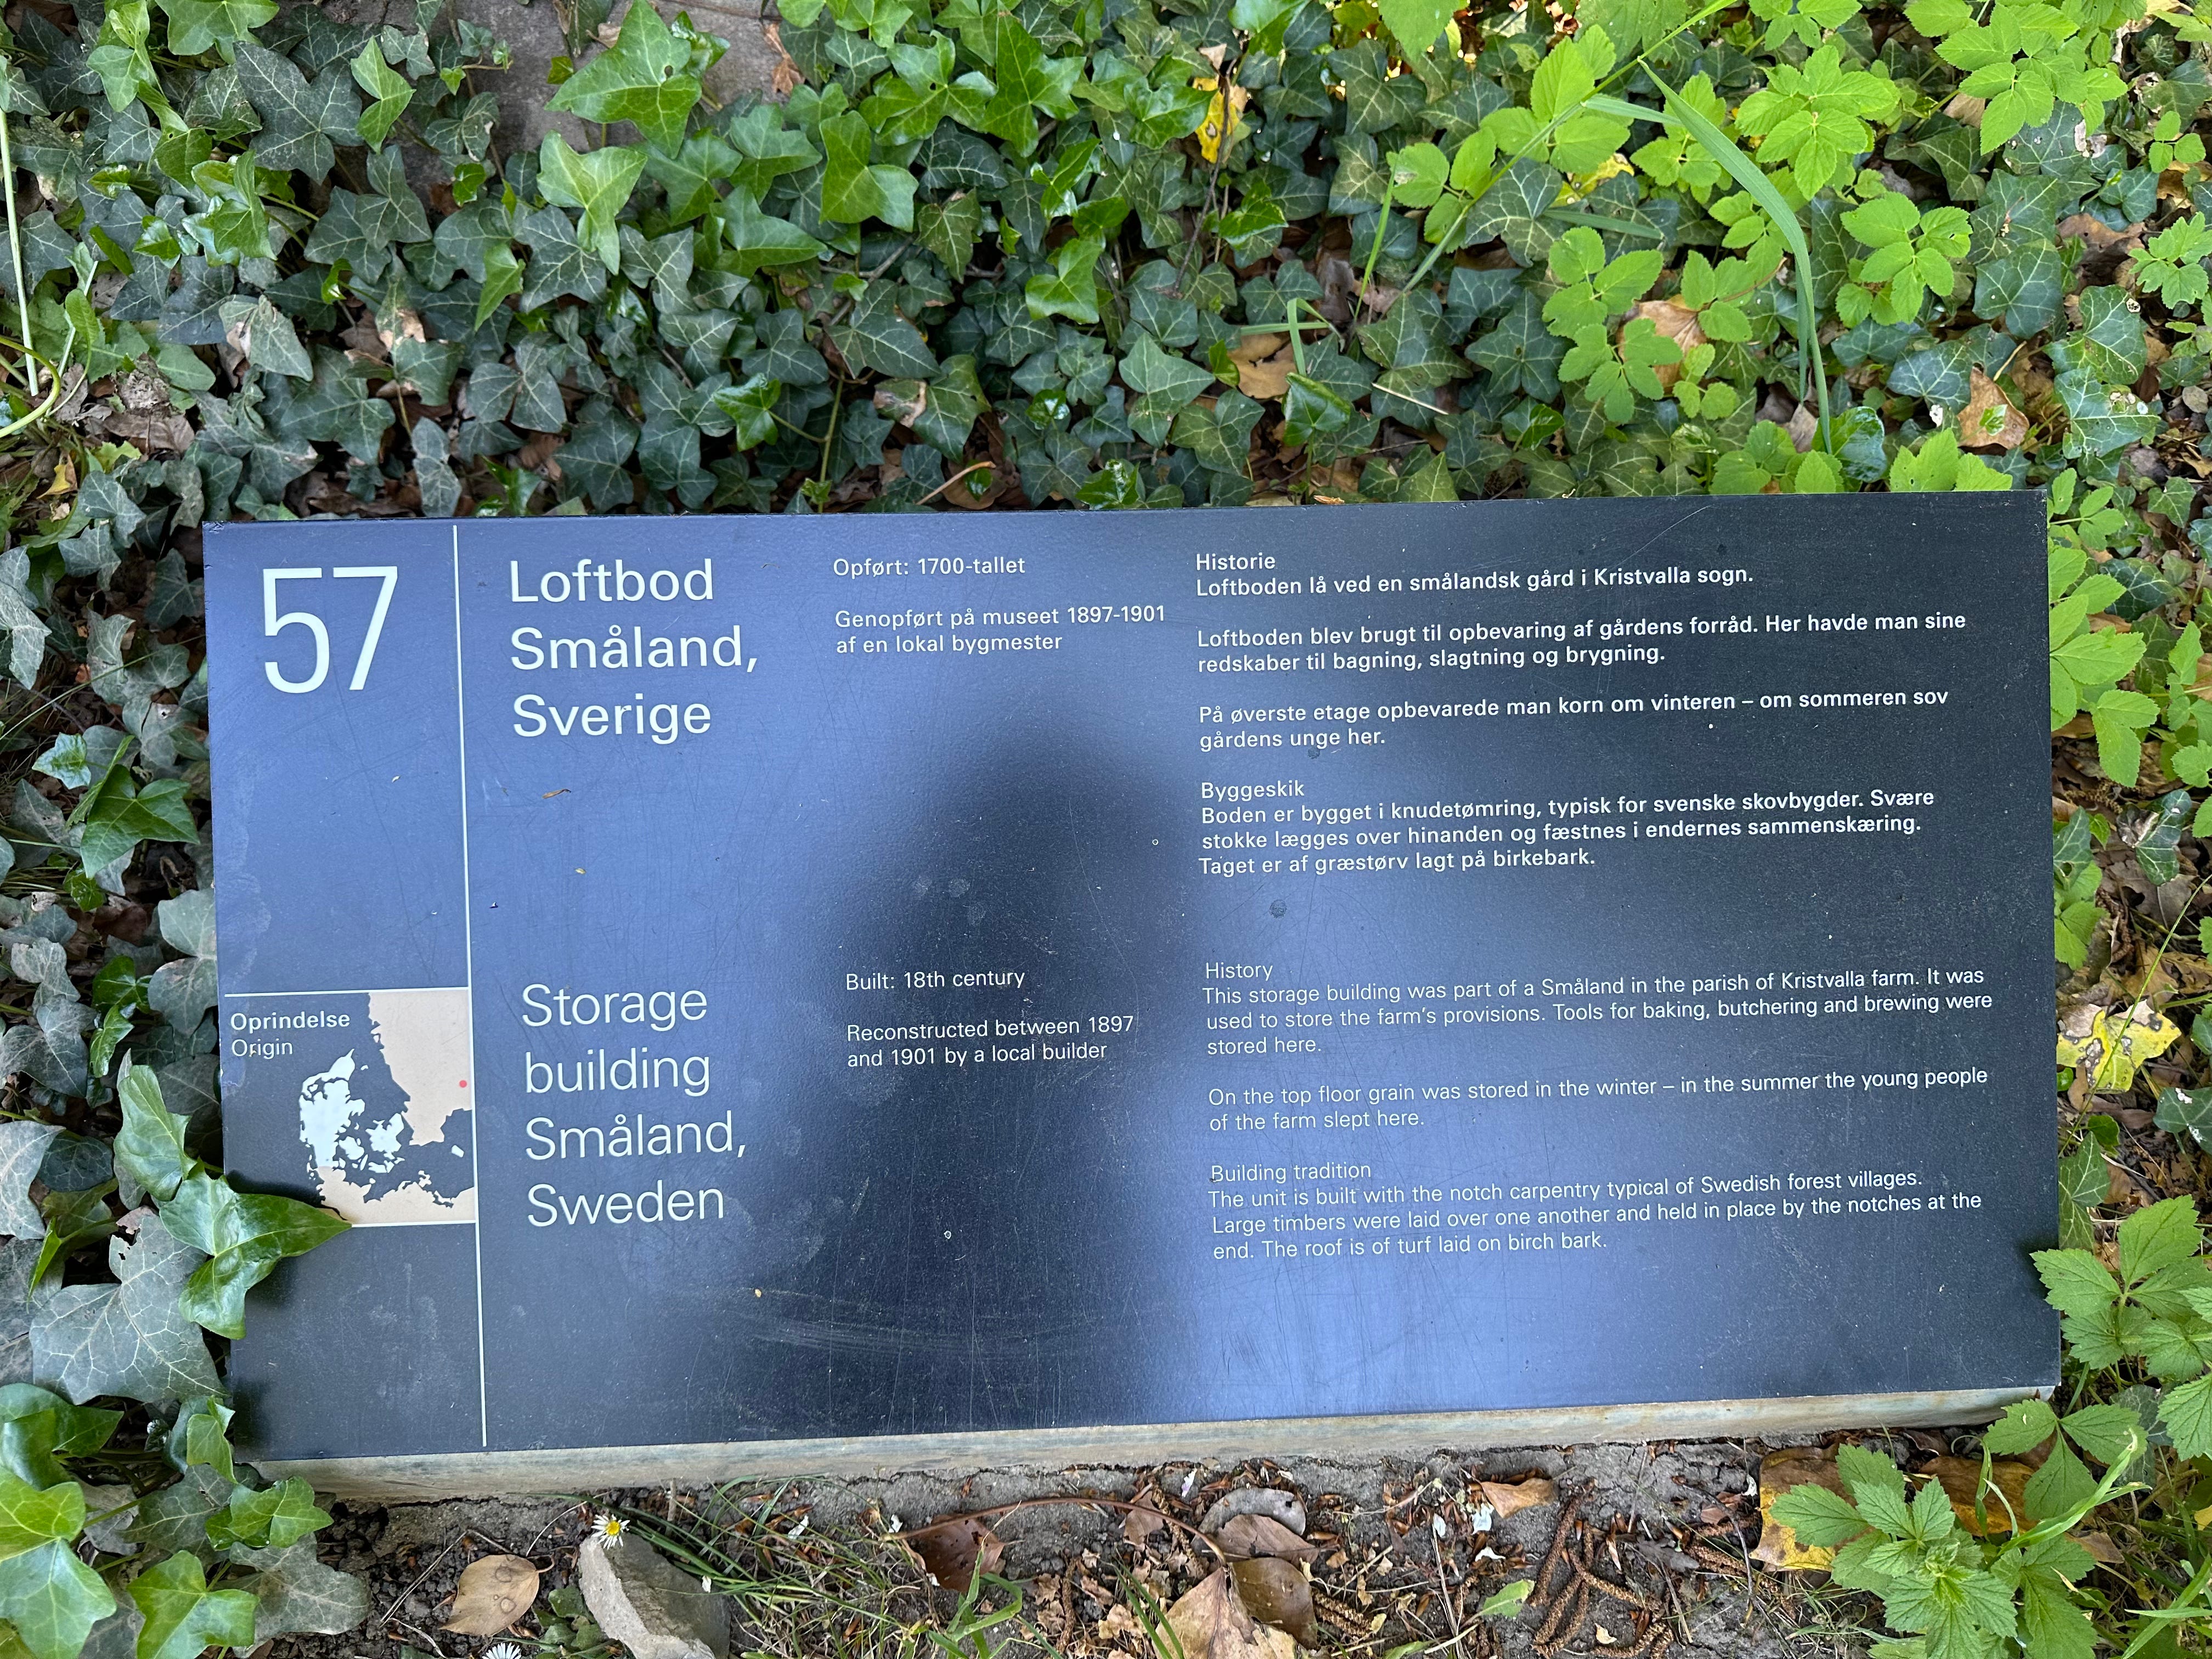 57
Loftbod
Småland,
Sverige
Opført: 1700-tallet
Genopført på museet 1897-1901
af en lokal bygmester
Historie
Loftboden lå ved en smålandsk gård i Kristvalla sogn.
Loftboden blev brugt til opbevaring af gårdens forråd. Her havde man sine
redskaber til bagning, slagtning og brygning.
På øverste etage opbevarede man korn om vinteren – om sommeren sov
gårdens unge her.
Byggeskik
Boden er bygget i knudetømring, typisk for svenske skovbygder. Svære
stokke lægges over hinanden og fæstnes i endernes sammenskæring.
Taget er af græstørv lagt på birkebark.
Oprindelse
Origin
Storage
building
Småland,
Sweden
Built: 18th century
Reconstructed between 1897
and 1901 by a local builder
History
This storage building was part of a Småland in the parish of Kristvalla farm. It was
used to store the farm's provisions. Tools for baking, butchering and brewing were
stored here.
On the top floor grain was stored in the winter – in the summer the young people
of the farm slept here.
Building tradition
The unit is built with the notch carpentry typical of Swedish forest villages.
Large timbers were laid over one another and held in place by the notches at the
end. The roof is of turf laid on birch bark.